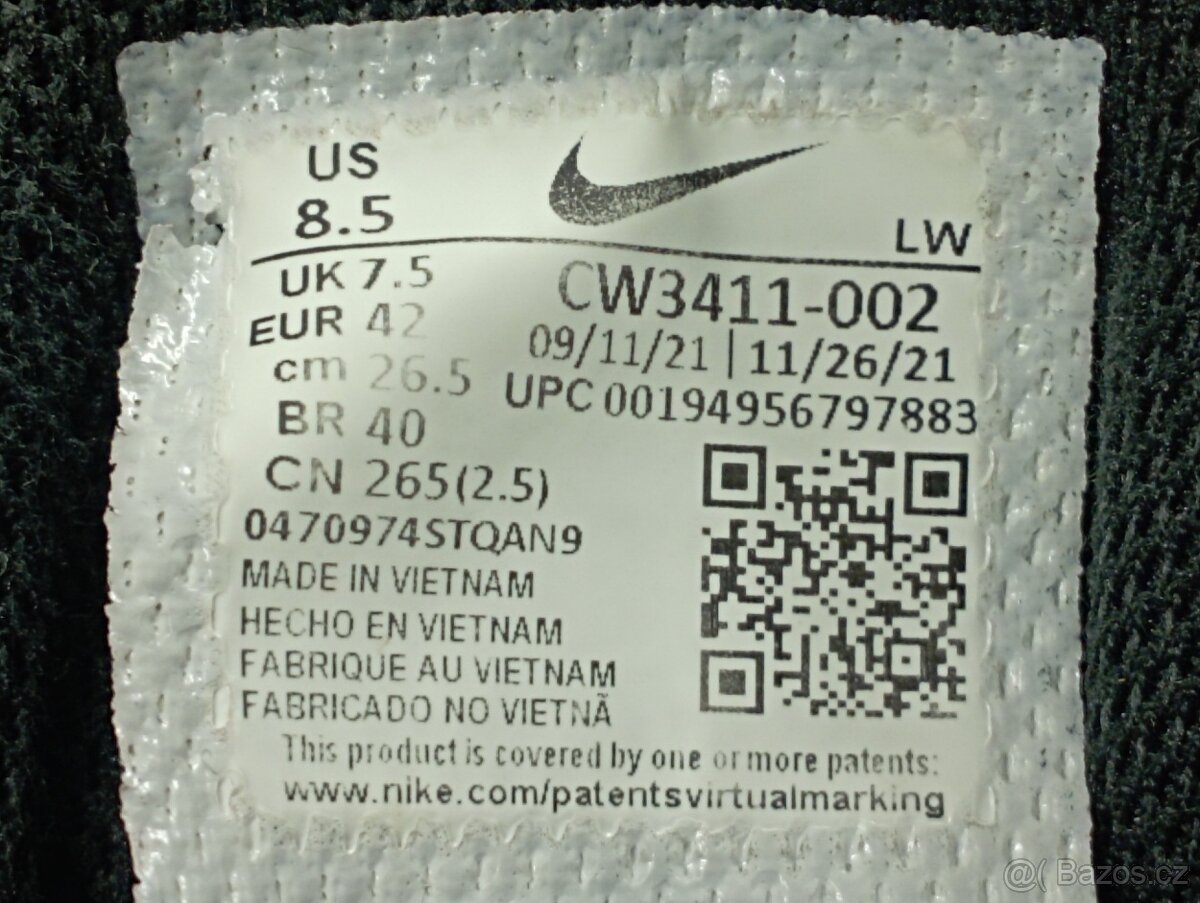 US
8.5
LW
UK 7.5
EUR 42
cm 26.5
BR 40
CN 265(2.5)
CW3411-002
09/11/21 | 11/26/21
UPC 00194956797883
0470974STQAN9
MADE IN VIETNAM
HECHO EN VIETNAM
FABRIQUE AU VIETNAM
FABRICADO NO VIETNÃ
This product is covered by one or more patents:
www.nike.com/patentsvirtualmarking
@( Bazos.cz